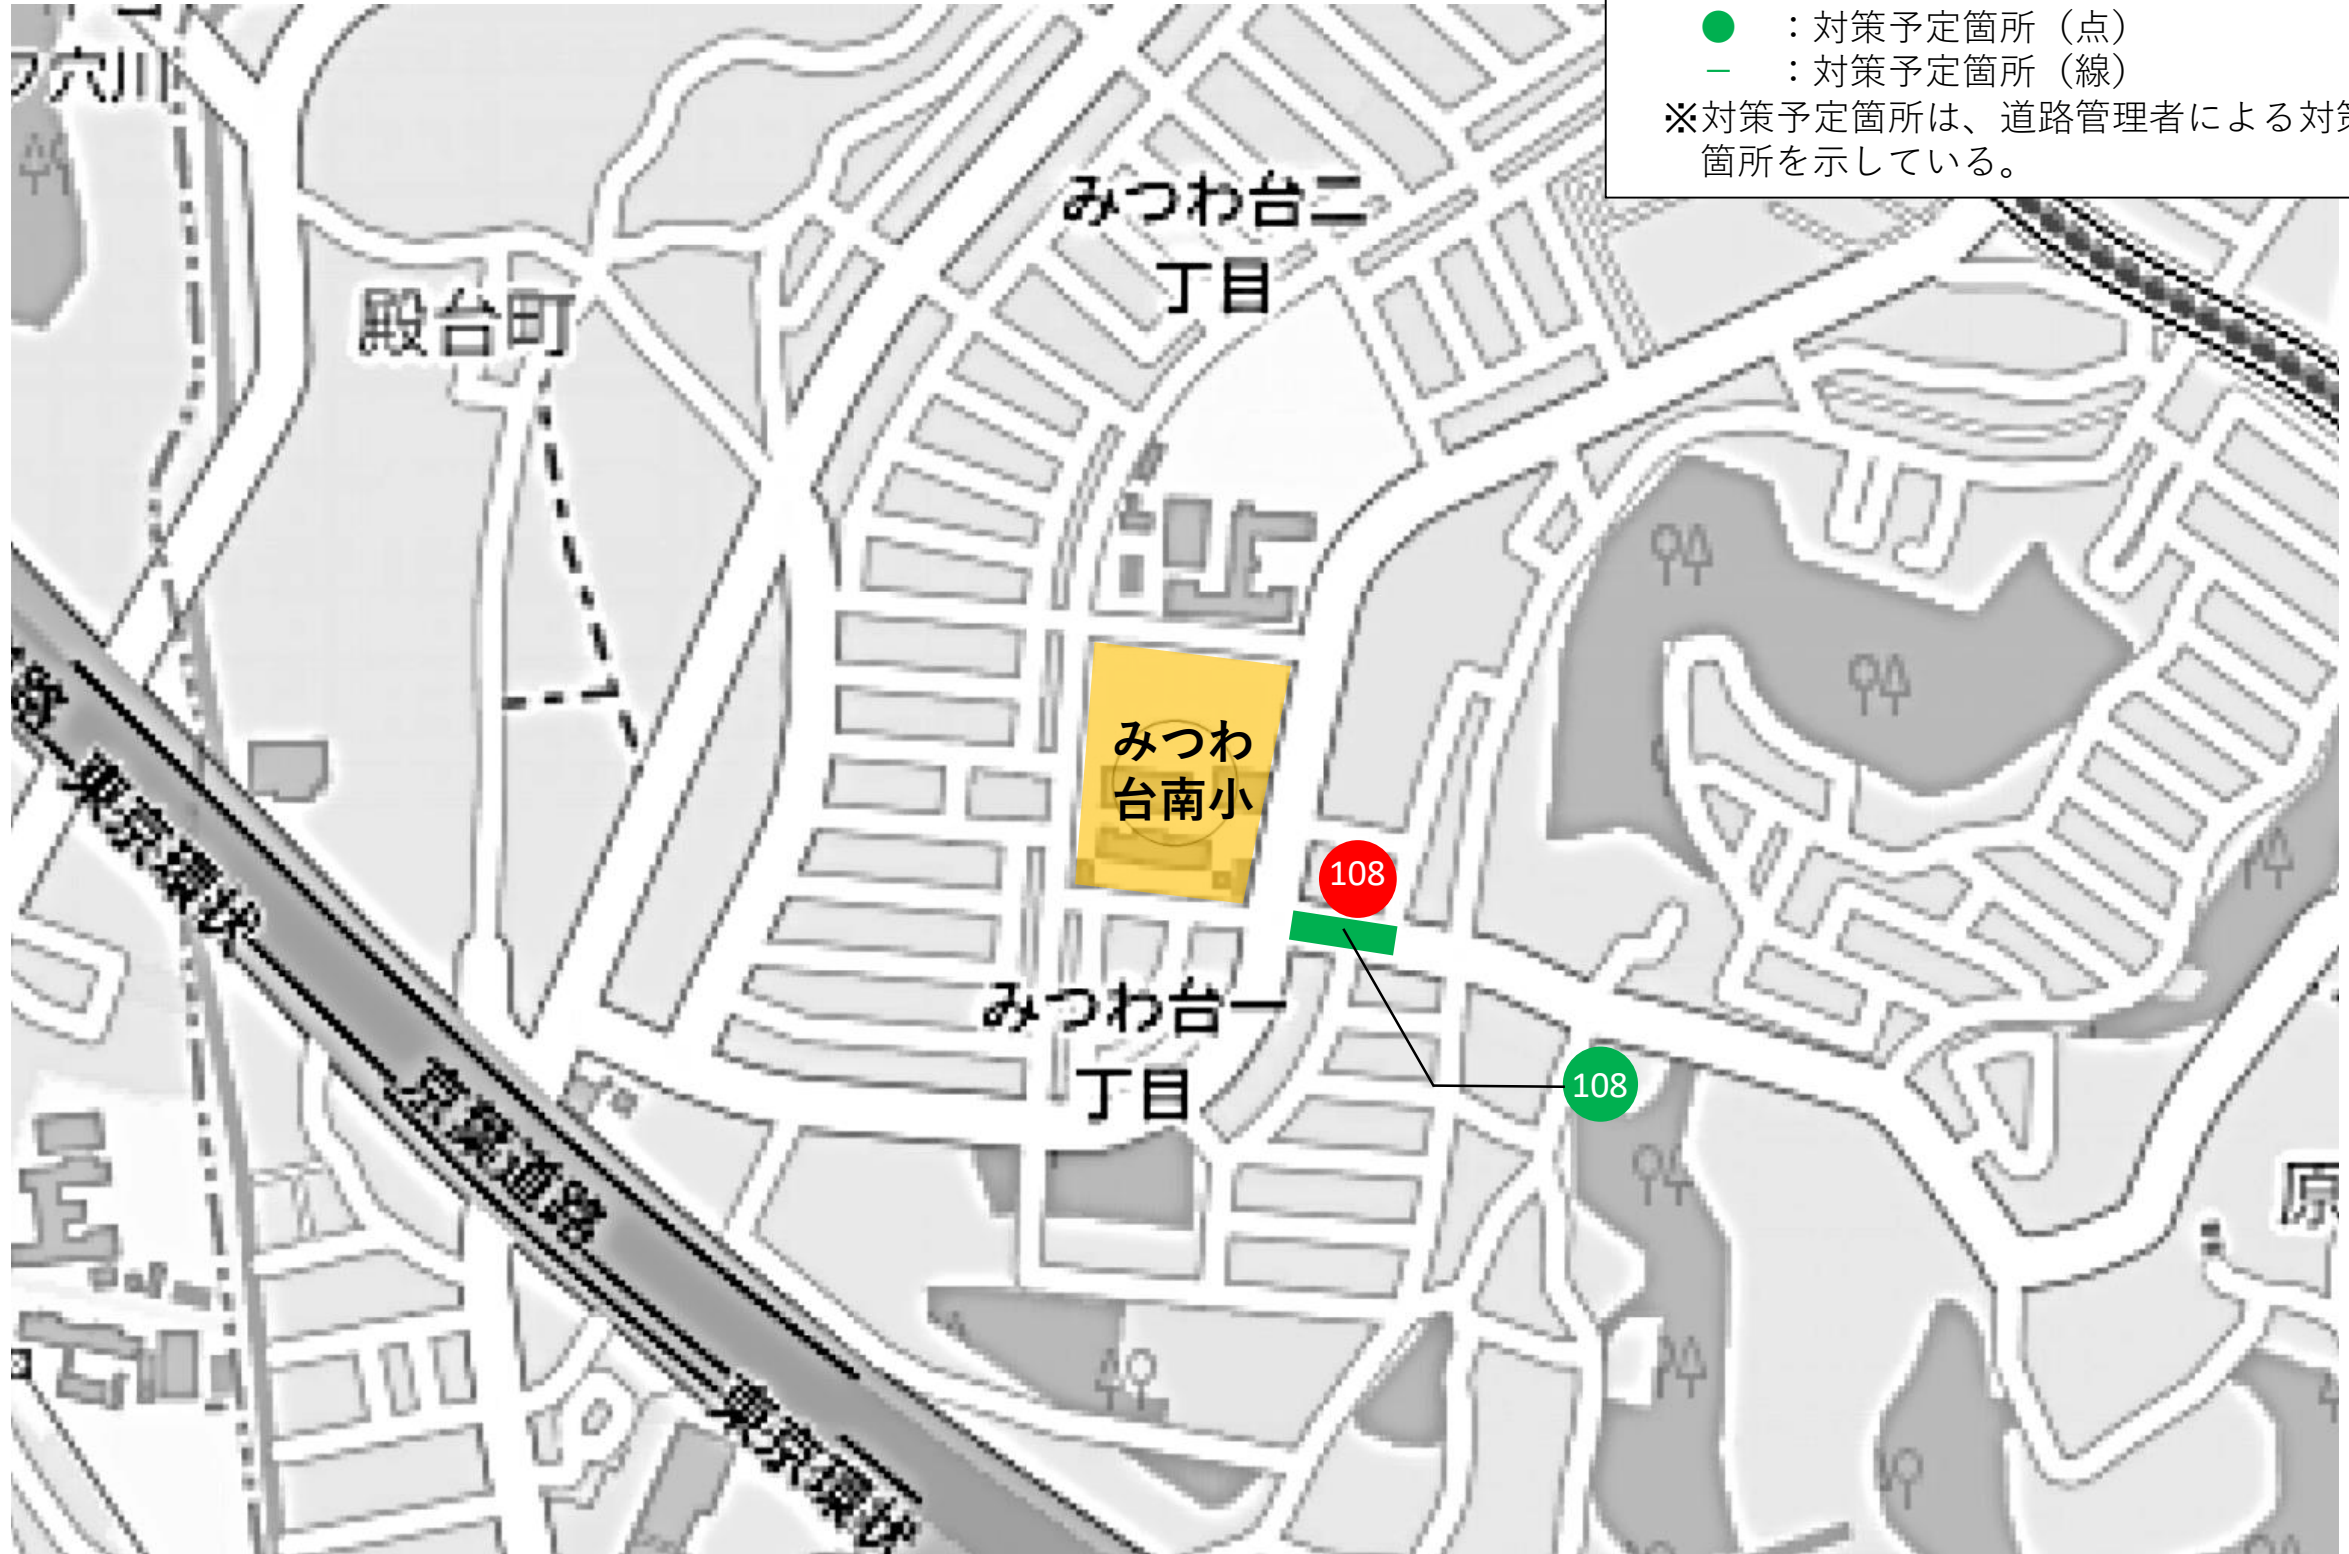 ● ：対策予定箇所（点）
－ ：対策予定箇所（線）
※対策予定箇所は、道路管理者による対策
箇所を示している。
穴川
みつわ台二
丁目
殿台町
みつわ
台南小
108
みつわ台一
丁目
108
路
東京環状
京葉道路
東京環状
原